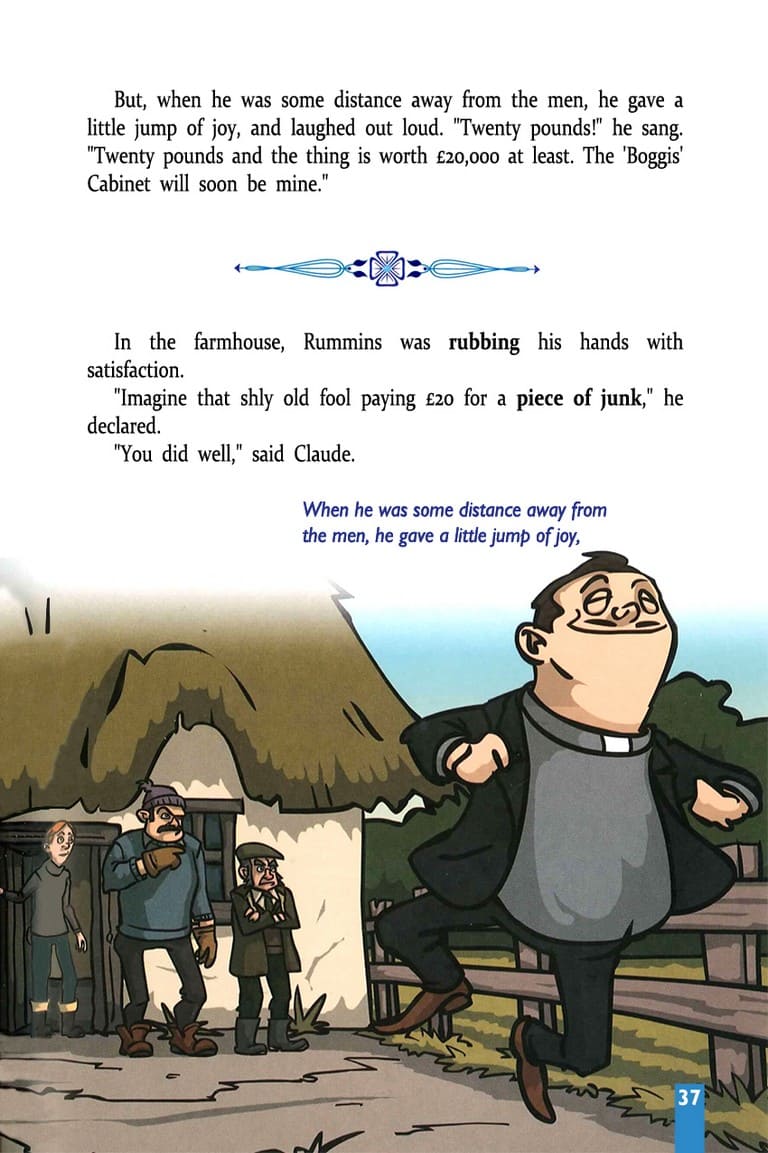 But, when he was some distance away from the men, he gave a
little jump of joy, and laughed out loud. "Twenty pounds!" he sang.
"Twenty pounds and the thing is worth £20,000 at least. The 'Boggis'
Cabinet will soon be mine."
In the farmhouse, Rummins was rubbing his hands with
satisfaction.
"Imagine that shly old fool paying £20 for a piece of junk," he
declared.
"You did well," said Claude.
When he was some distance away from
the men, he gave a little jump of joy,
37